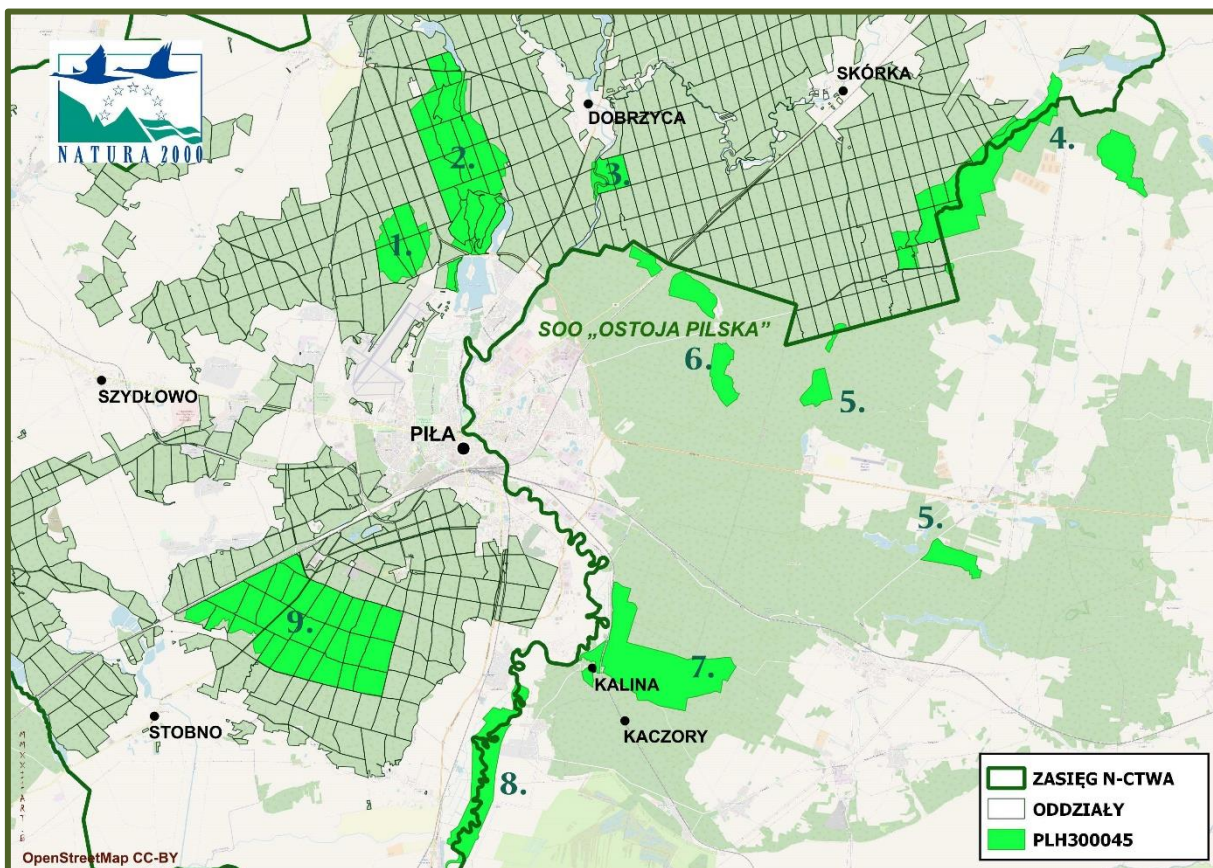 NATURA 2000
SKÓRKA
DOBRZYCA
4.
2.
3.
1.
SOO „OSTOJA PILSKA”
6.
5.
SZYDŁOWO
PIŁA
5.
9.
7.
KALINA
STOBNO
KACZORY
8.
ZASIĘG N-CTWA
ODDZIAŁY
PLH300045
OpenStreetMap CC-BY